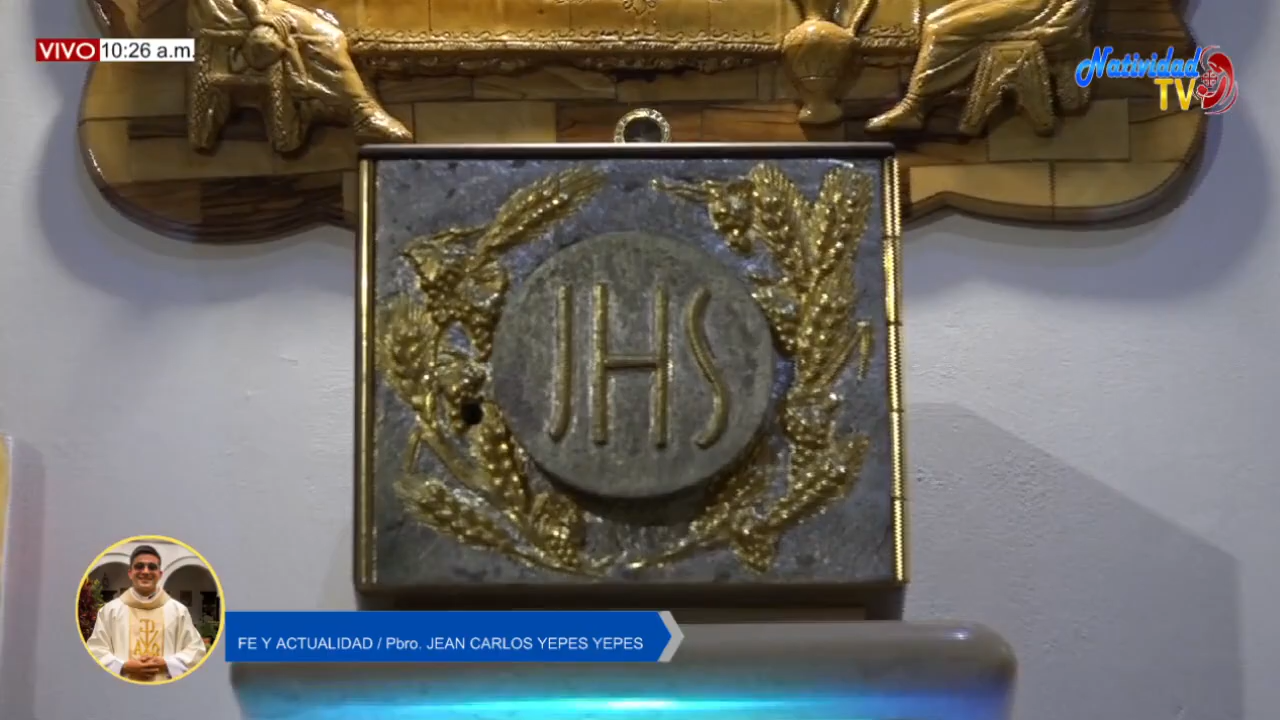 VIVO 10:26 a.m.
Natividad
TV
JHS
FE Y ACTUALIDAD / Pbro. JEAN CARLOS YEPES YEPES